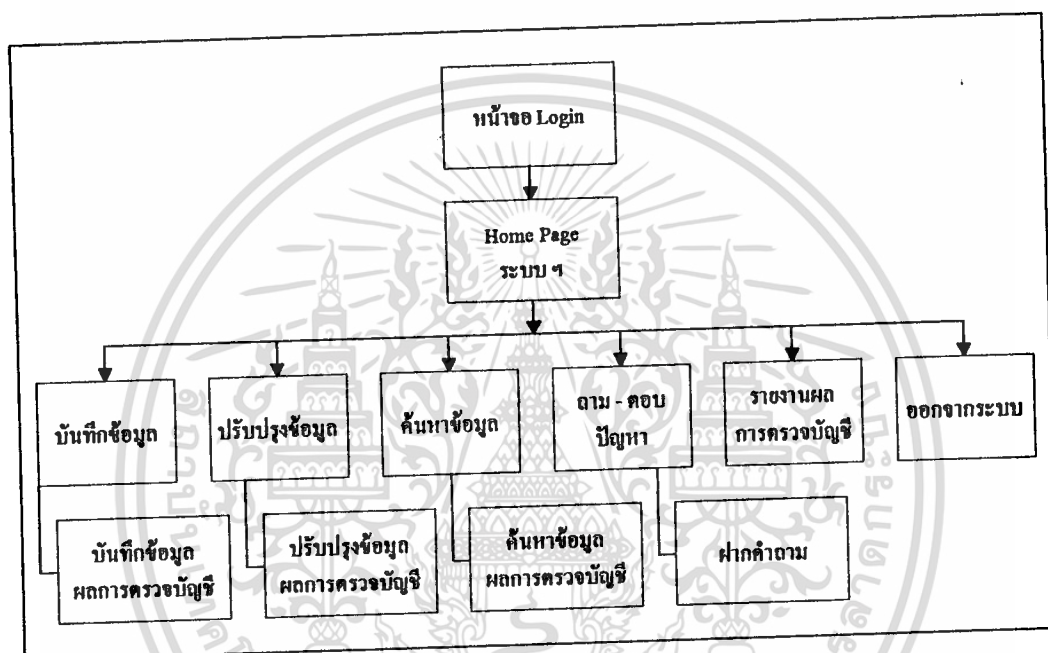 หน้าจอ Login
Home Page
ระบบ ฯ
บันทึกข้อมูล
ปรับปรุงข้อมูล
ค้นหาข้อมูล
ถาม - ตอบ
ปัญหา
รายงานผล
การตรวจบัญชี
ออกจากระบบ
บันทึกข้อมูล
ผลการตรวจบัญชี
ปรับปรุงข้อมูล
ผลการตรวจบัญชี
ค้นหาข้อมูล
ผลการตรวจบัญชี
ฝากคำถาม